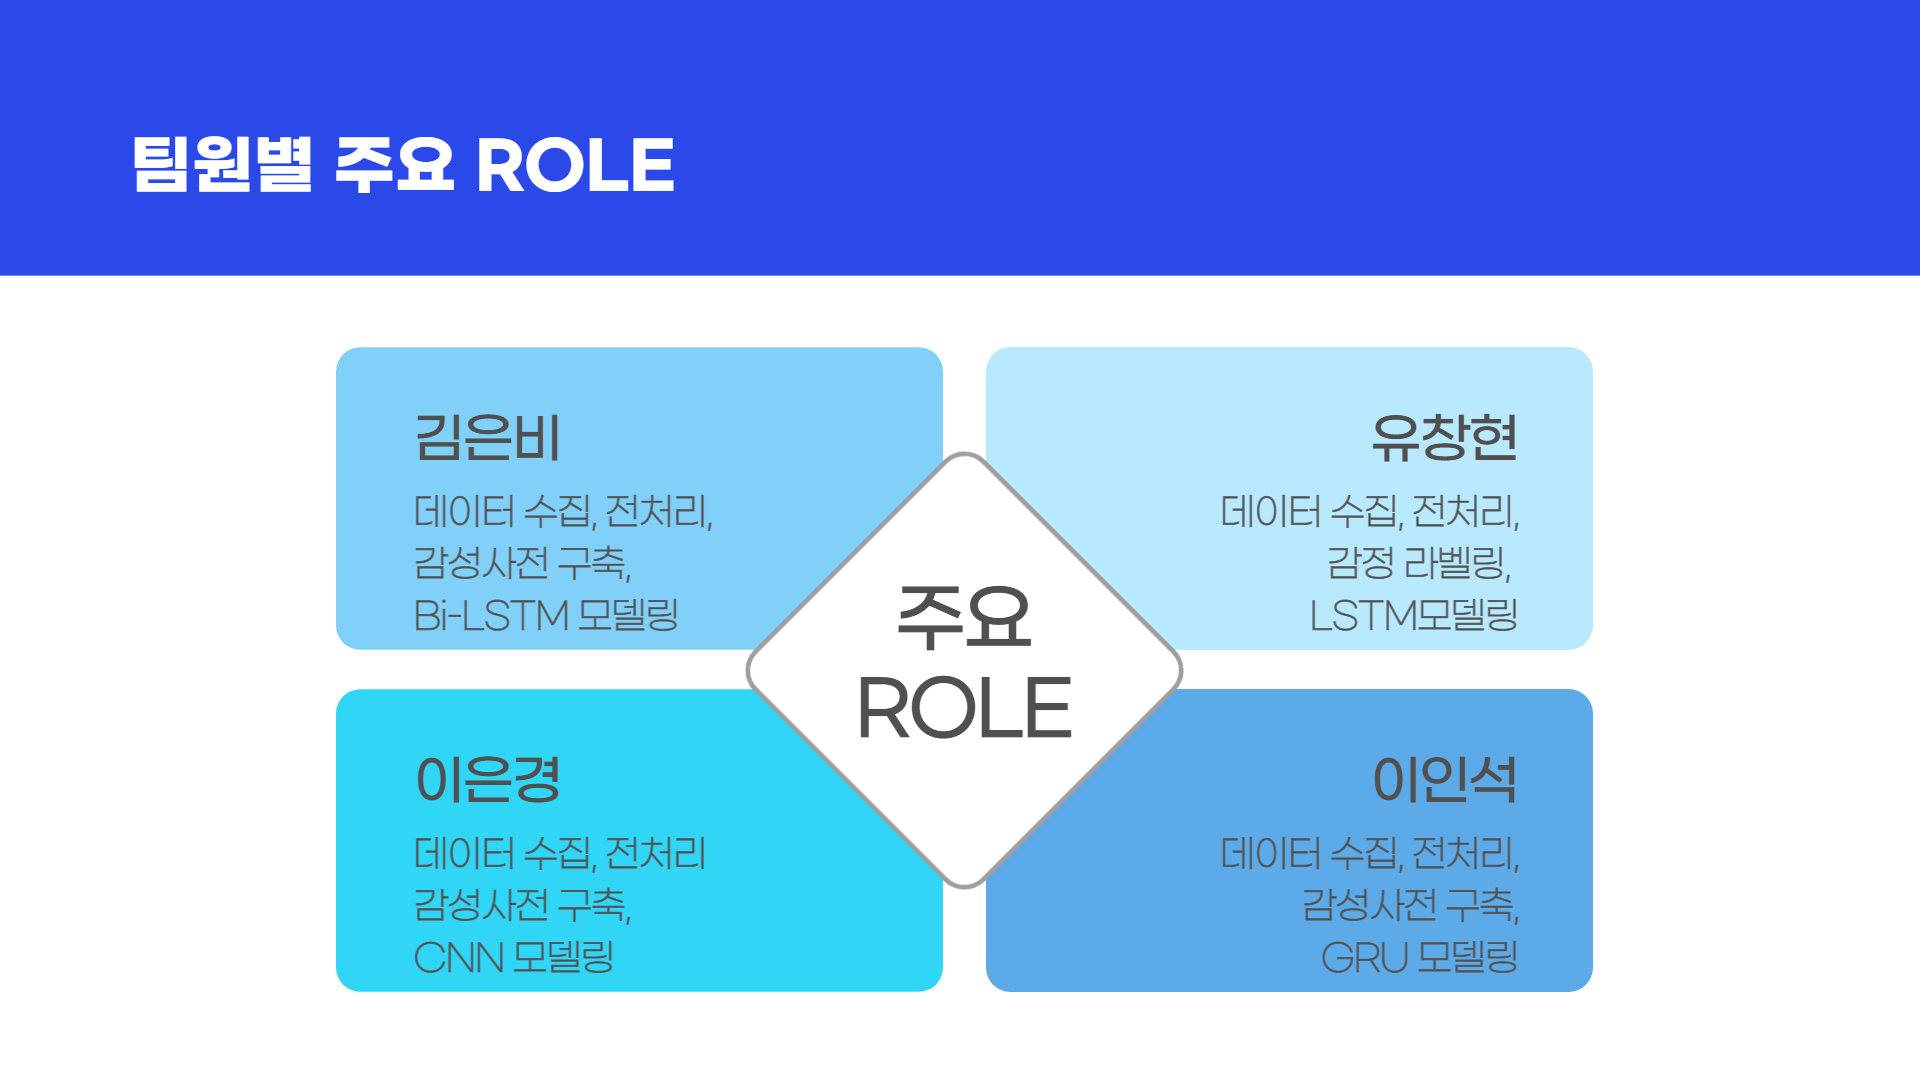 팀원별 주요 ROLE
김은비
데이터 수집, 전처리,
감성사전 구축,
Bi-LSTM 모델링
유창현
데이터 수집, 전처리,
감정 라벨링,
LSTM모델링
주요
ROLE
이은경
데이터 수집, 전처리
감성사전 구축,
CNN 모델링
이인석
데이터 수집, 전처리,
감성사전 구축,
GRU 모델링